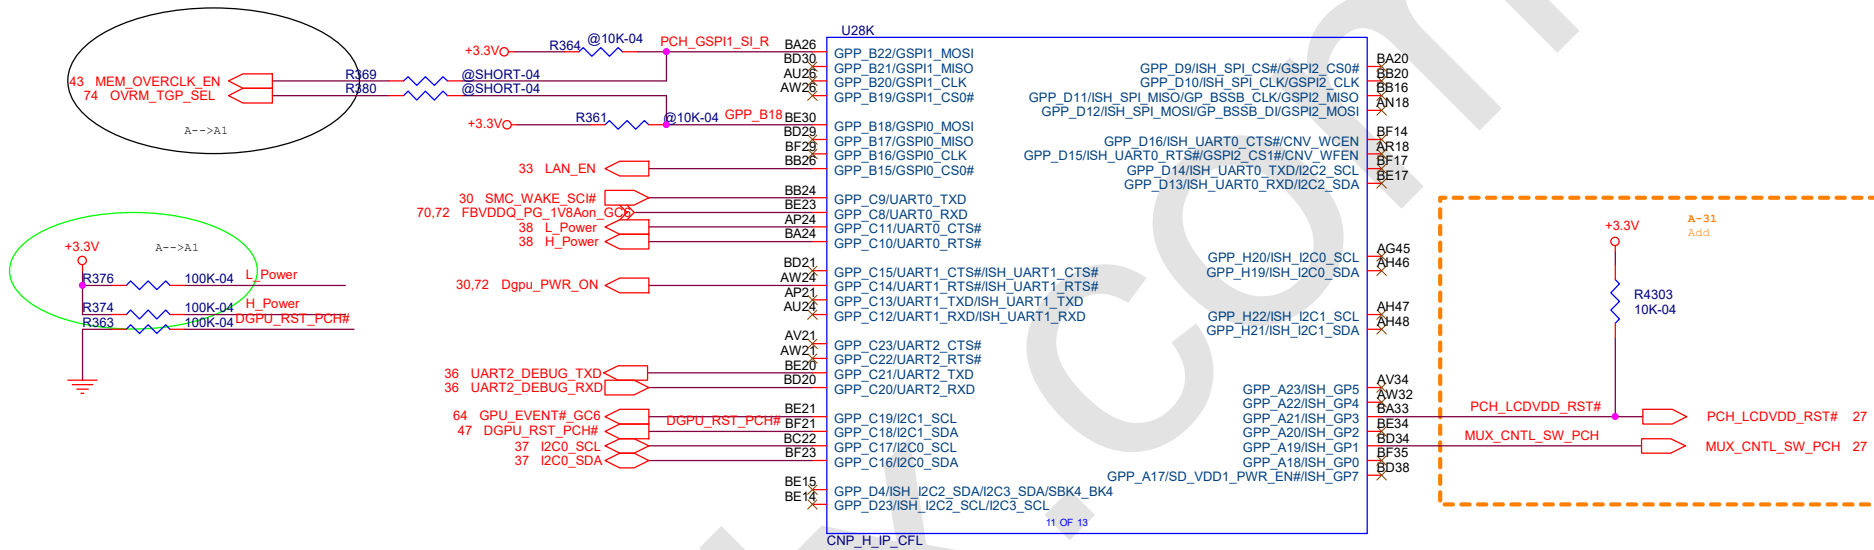 U28K
+3.3V R364 @10K-04 PCH_GSPI1_SI_R BA26 GPP_B22/GSPI1_MOSI
BD30 GPP_B21/GSPI1_MISO
43 MEM_OVERCLK_EN R369 @SHORT-04 AU26 GPP_B20/GSPI1_CLK
74 OVRM_TGP_SEL R380 @SHORT-04 AW26 GPP_B19/GSPI1_CS0#
A-->A1
+3.3V R361 @10K-04 GPP_B18 BE30 GPP_B18/GSPI0_MOSI
BD29 GPP_B17/GSPI0_MISO
BF29 GPP_B16/GSPI0_CLK
33 LAN_EN BB26 GPP_B15/GSPI0_CS0#
30 SMC_WAKE_SCI# BB24 GPP_C9/UART0_TXD
70,72 FBVDDQ_PG_1V8Aon_GC6 BE23 GPP_C8/UART0_RXD
38 L_Power AP24 GPP_C11/UART0_CTS#
38 H_Power BA24 GPP_C10/UART0_RTS#
BD21 GPP_C15/UART1_CTS#/ISH_UART1_CTS#
30,72 Dgpu_PWR_ON AW24 GPP_C14/UART1_RTS#/ISH_UART1_RTS#
AP21 GPP_C13/UART1_TXD/ISH_UART1_TXD
AU24 GPP_C12/UART1_RXD/ISH_UART1_RXD
AV21 GPP_C23/UART2_CTS#
AW21 GPP_C22/UART2_RTS#
36 UART2_DEBUG_TXD BE20 GPP_C21/UART2_TXD
36 UART2_DEBUG_RXD BD20 GPP_C20/UART2_RXD
64 GPU_EVENT#_GC6 BE21 GPP_C19/I2C1_SCL
47 DGPU_RST_PCH# DGPU_RST_PCH# BF21 GPP_C18/I2C1_SDA
37 I2C0_SCL BC22 GPP_C17/I2C0_SCL
37 I2C0_SDA BF23 GPP_C16/I2C0_SDA
BE15 GPP_D4/ISH_I2C2_SDA/I2C3_SDA/SBK4_BK4
BE14 GPP_D23/ISH_I2C2_SCL/I2C3_SCL
11 OF 13
CNP_H_IP_CFL
A-->A1
+3.3V
R376 100K-04 L_Power
R374 100K-04 H_Power
R363 100K-04 DGPU_RST_PCH#
GPP_D9/ISH_SPI_CS#/GSPI2_CS0# BA20
GPP_D10/ISH_SPI_CLK/GSPI2_CLK BB20
GPP_D11/ISH_SPI_MISO/GP_BSSB_CLK/GSPI2_MISO BB16
GPP_D12/ISH_SPI_MOSI/GP_BSSB_DI/GSPI2_MOSI AN18
GPP_D16/ISH_UART0_CTS#/CNV_WCEN BF14
GPP_D15/ISH_UART0_RTS#/GSPI2_CS1#/CNV_WFEN AR18
GPP_D14/ISH_UART0_TXD/I2C2_SCL BF17
GPP_D13/ISH_UART0_RXD/I2C2_SDA BE17
GPP_H20/ISH_I2C0_SCL AG45
GPP_H19/ISH_I2C0_SDA AH46
GPP_H22/ISH_I2C1_SCL AH47
GPP_H21/ISH_I2C1_SDA AH48
GPP_A23/ISH_GP5 AV34
GPP_A22/ISH_GP4 AW32
GPP_A21/ISH_GP3 BA33 PCH_LCDVDD_RST# PCH_LCDVDD_RST# 27
GPP_A20/ISH_GP2 BE34
GPP_A19/ISH_GP1 BD34 MUX_CNTL_SW_PCH MUX_CNTL_SW_PCH 27
GPP_A18/ISH_GP0 BF35
GPP_A17/SD_VDD1_PWR_EN#/ISH_GP7 BD38
+3.3V
A-31
Add
R4303
10K-04
.com